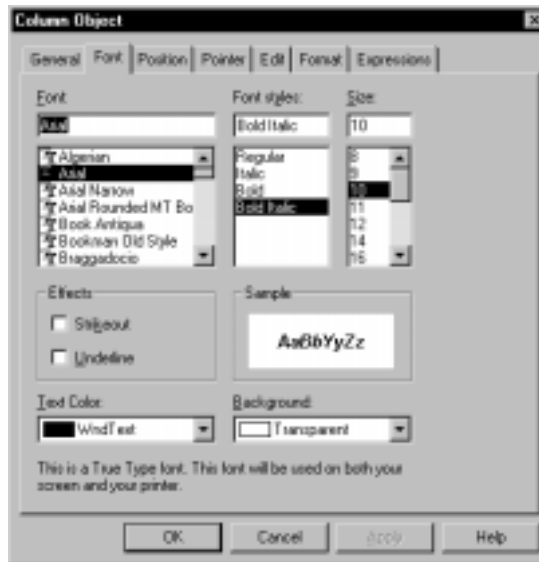 Column Object
General Font Position Pointer Edit Format Expressions
Font: Font styles: Size:
Arial Bold Italic 10
Algerian Regular 8
Arial Italic 9
Arial Narrow Bold 10
Arial Rounded MT Bo Bold Italic 11
Book Antiqua 12
Bookman Old Style 14
Braggadocio 16
Effects Sample
Strikeout AaBbYyZz
Underline
Text Color: Background:
WndText Transparent
This is a True Type font. This font will be used on both your
screen and your printer.
OK Cancel Apply Help